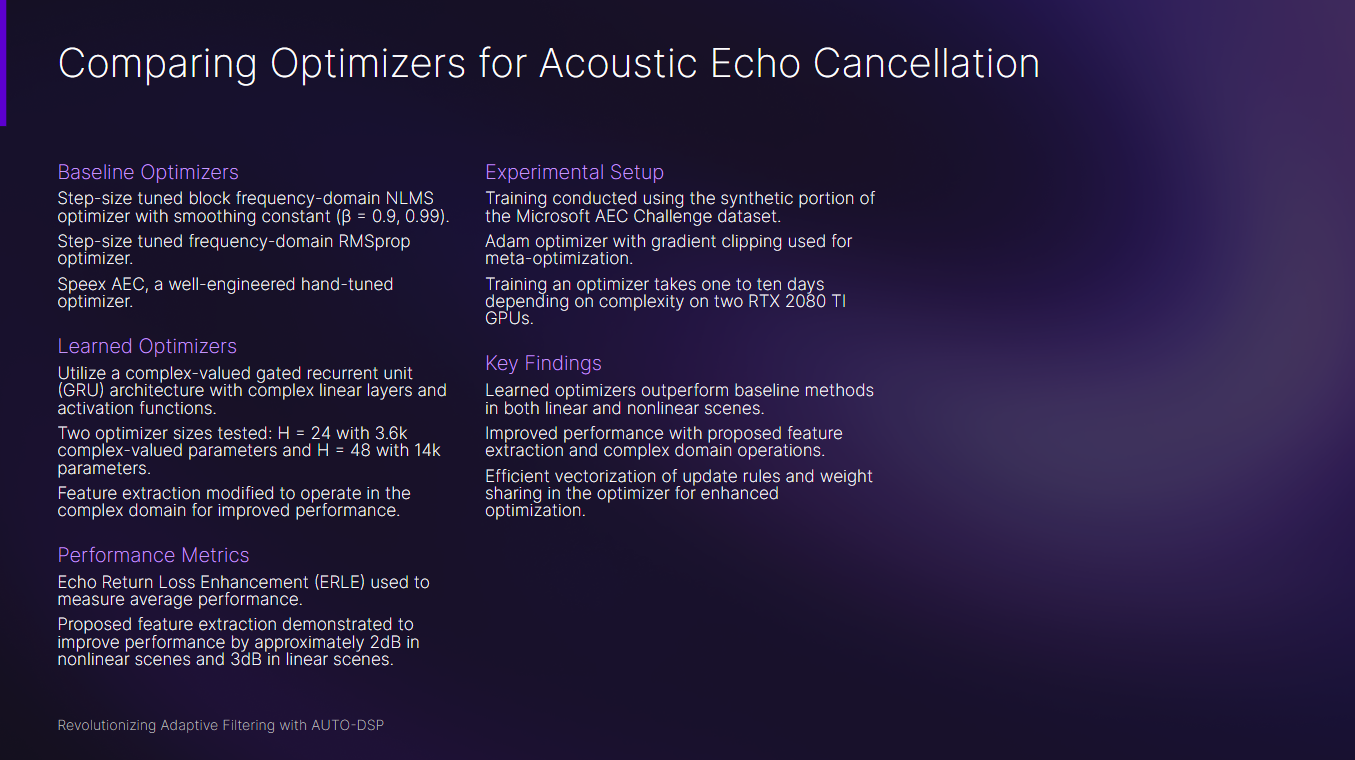 Comparing Optimizers for Acoustic Echo Cancellation
Baseline Optimizers
Step-size tuned block frequency-domain NLMS
optimizer with smoothing constant (β = 0.9, 0.99).
Step-size tuned frequency-domain RMSprop
optimizer.
Speex AEC, a well-engineered hand-tuned
optimizer.
Learned Optimizers
Utilize a complex-valued gated recurrent unit
(GRU) architecture with complex linear layers and
activation functions.
Two optimizer sizes tested: H = 24 with 3.6k
complex-valued parameters and H = 48 with 14k
parameters.
Feature extraction modified to operate in the
complex domain for improved performance.
Performance Metrics
Echo Return Loss Enhancement (ERLE) used to
measure average performance.
Proposed feature extraction demonstrated to
improve performance by approximately 2dB in
nonlinear scenes and 3dB in linear scenes.
Experimental Setup
Training conducted using the synthetic portion of
the Microsoft AEC Challenge dataset.
Adam optimizer with gradient clipping used for
meta-optimization.
Training an optimizer takes one to ten days
depending on complexity on two RTX 2080 TI
GPUs.
Key Findings
Learned optimizers outperform baseline methods
in both linear and nonlinear scenes.
Improved performance with proposed feature
extraction and complex domain operations.
Efficient vectorization of update rules and weight
sharing in the optimizer for enhanced
optimization.
Revolutionizing Adaptive Filtering with AUTO-DSP